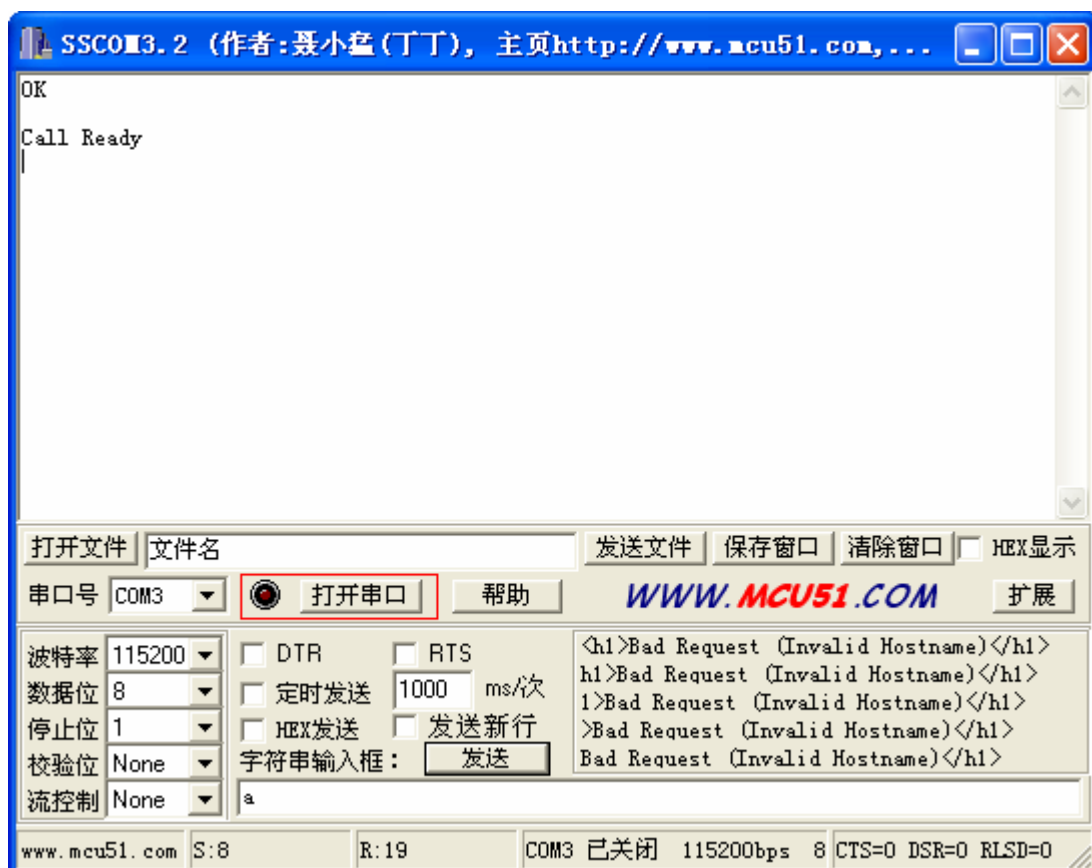 SSCOM3.2 (作者:聂小猛(丁丁), 主页http://www.mcu51.com,...
OK
Call Ready
打开文件 文件名 发送文件 保存窗口 清除窗口 HEX显示
串口号 COM3 打开串口 帮助 WWW.MCU51.COM 扩展
波特率 115200 DTR RTS
数据位 8 定时发送 1000 ms/次
停止位 1 HEX发送 发送新行
校验位 None 字符串输入框: 发送
流控制 None a
<h1>Bad Request (Invalid Hostname)</h1>
h1>Bad Request (Invalid Hostname)</h1>
1>Bad Request (Invalid Hostname)</h1>
>Bad Request (Invalid Hostname)</h1>
Bad Request (Invalid Hostname)</h1>
www.mcu51.com S:8 R:19 COM3 已关闭 115200bps 8 CTS=0 DSR=0 RLSD=0